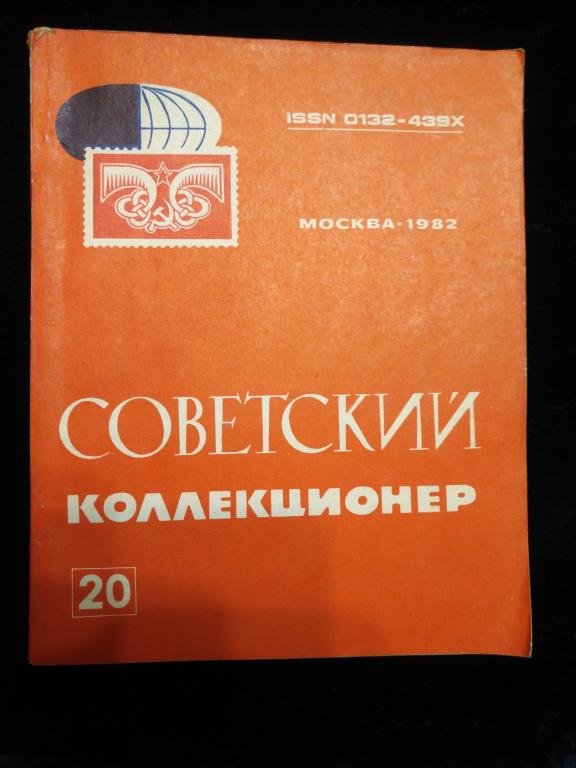 ISSN 0132-439X
МОСКВА·1982
СОВЕТСКИЙ
КОЛЛЕКЦИОНЕР
20